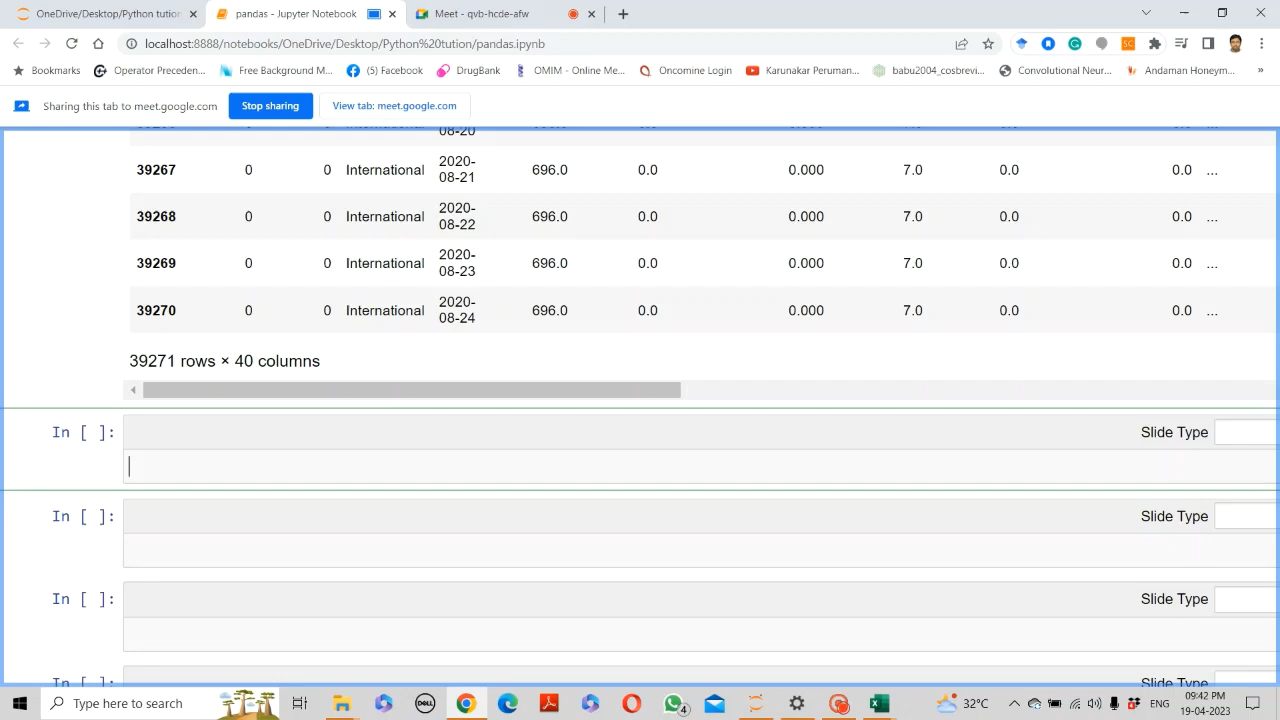 OneDrive/Desktop/Python tution
pandas - Jupyter Notebook
Meet - qvb-hcde-afw
localhost:8888/notebooks/OneDrive/Desktop/Python%20tution/pandas.ipynb
Bookmarks
Operator Preceden...
Free Background M...
(5) Facebook
DrugBank
OMIM - Online Me...
Oncomine Login
Karunakar Peruman...
babu2004_cosbrevi...
Convolutional Neur...
Andaman Honeym...
»
Sharing this tab to meet.google.com
Stop sharing
View tab: meet.google.com
08-20
39267 0 0 International 2020-08-21 696.0 0.0 0.000 7.0 0.0 0.0 ...
39268 0 0 International 2020-08-22 696.0 0.0 0.000 7.0 0.0 0.0 ...
39269 0 0 International 2020-08-23 696.0 0.0 0.000 7.0 0.0 0.0 ...
39270 0 0 International 2020-08-24 696.0 0.0 0.000 7.0 0.0 0.0 ...
39271 rows × 40 columns
In [ ]: Slide Type
In [ ]: Slide Type
In [ ]: Slide Type
In [ ]: Slide Type
Type here to search
DELL
4
32°C
ENG
09:42 PM
19-04-2023